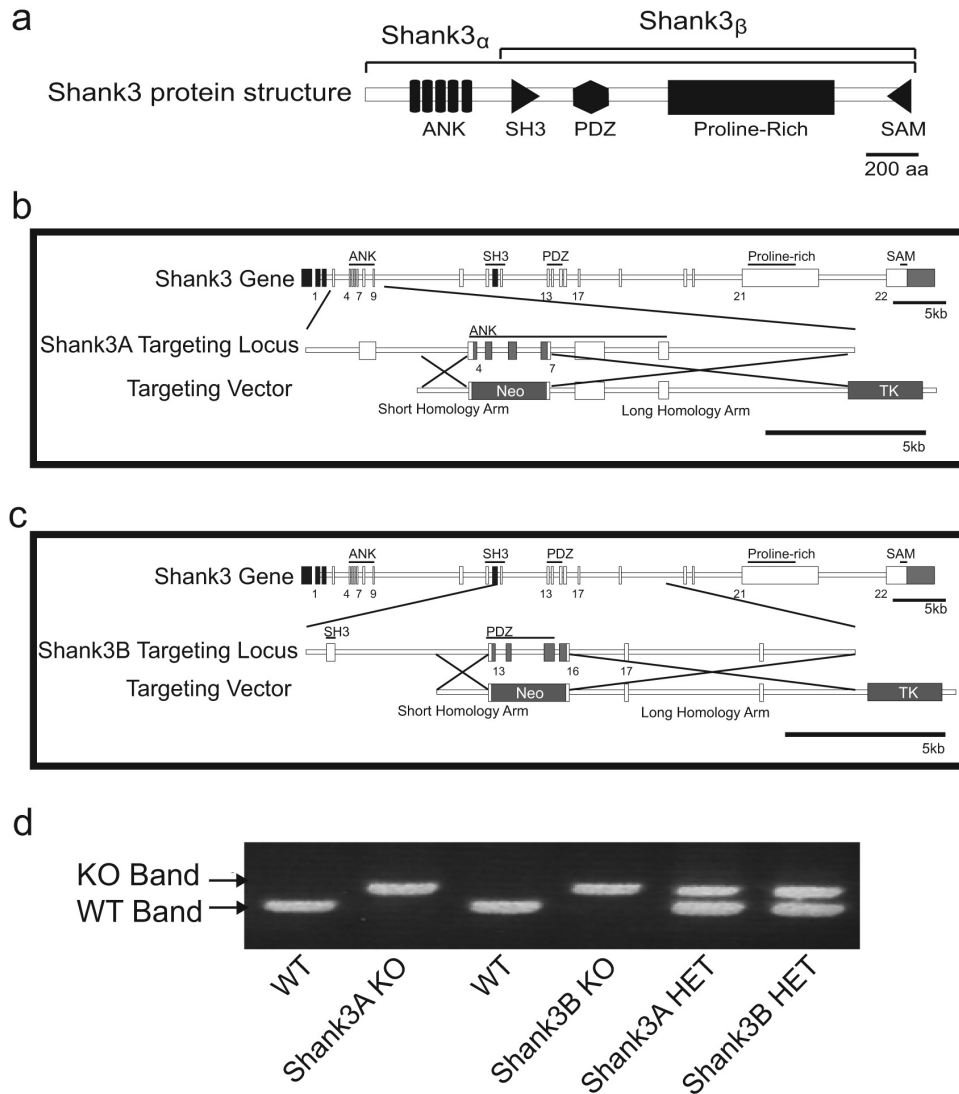 a
Shank3α
Shank3β
Shank3 protein structure
ANK
SH3
PDZ
Proline-Rich
SAM
200 aa
b
ANK
SH3
PDZ
Proline-rich
SAM
Shank3 Gene
1 4 7 9 13 17 21 22
5kb
Shank3A Targeting Locus
ANK
4 7
Targeting Vector
Neo
TK
Short Homology Arm
Long Homology Arm
5kb
c
ANK
SH3
PDZ
Proline-rich
SAM
Shank3 Gene
1 4 7 9 13 17 21 22
5kb
SH3
PDZ
Shank3B Targeting Locus
13 16 17
Targeting Vector
Neo
TK
Short Homology Arm
Long Homology Arm
5kb
d
KO Band
WT Band
WT
Shank3A KO
WT
Shank3B KO
Shank3A HET
Shank3B HET